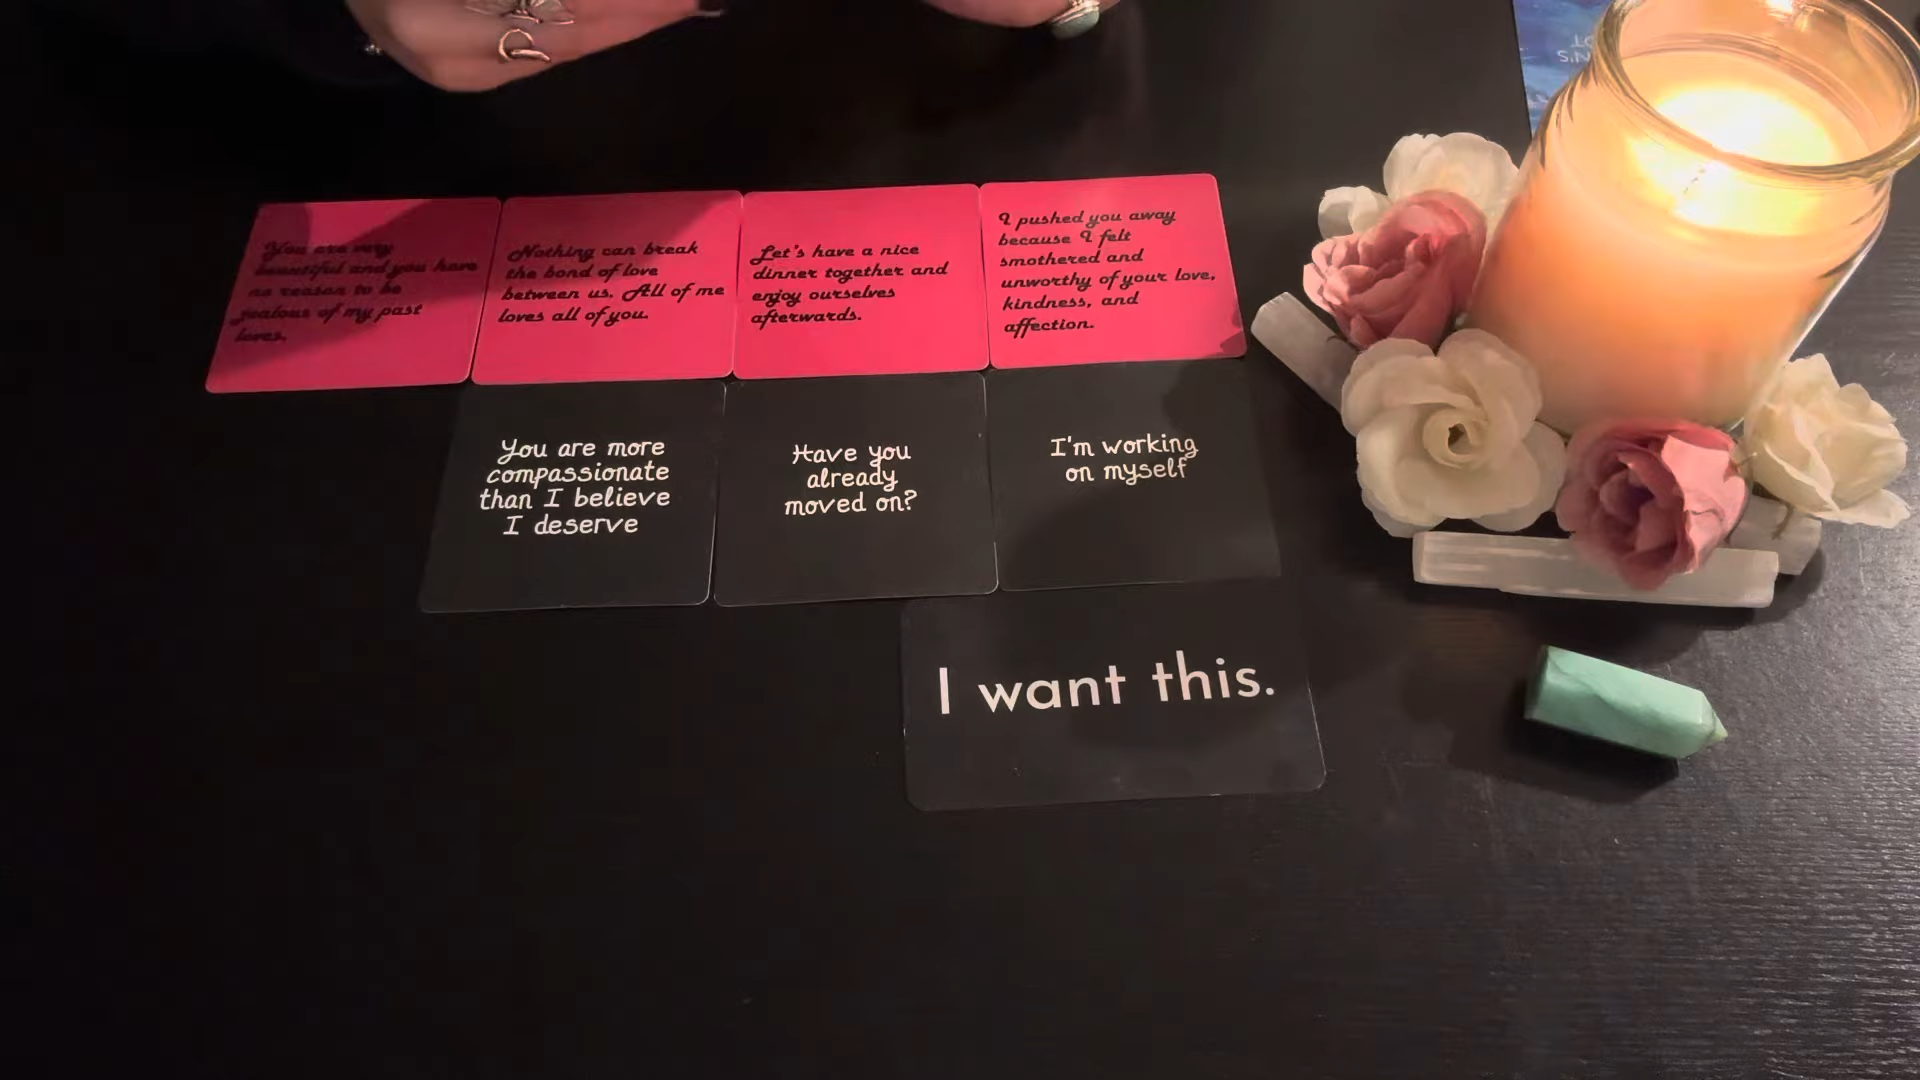 You are very
beautiful and you have
no reason to be
jealous of my past
loves.
Nothing can break
the bond of love
between us. All of me
loves all of you.
Let's have a nice
dinner together and
enjoy ourselves
afterwards.
I pushed you away
because I felt
smothered and
unworthy of your love,
kindness, and
affection.
You are more
compassionate
than I believe
I deserve
Have you
already
moved on?
I'm working
on myself
I want this.